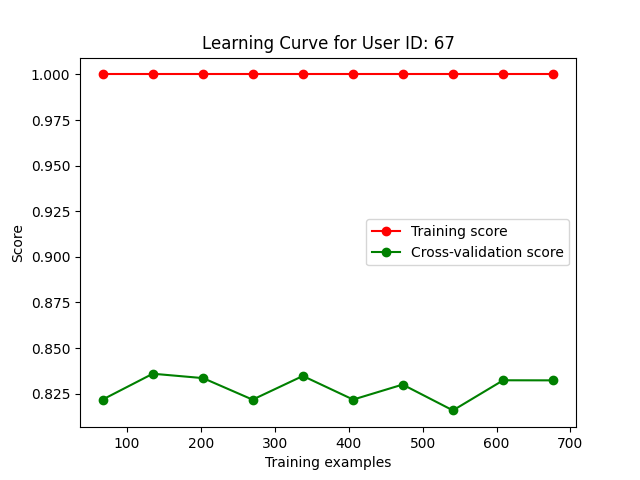 Learning Curve for User ID: 67
1.000
0.975
0.950
0.925
0.900
0.875
0.850
0.825
Score
Training score
Cross-validation score
100 200 300 400 500 600 700
Training examples